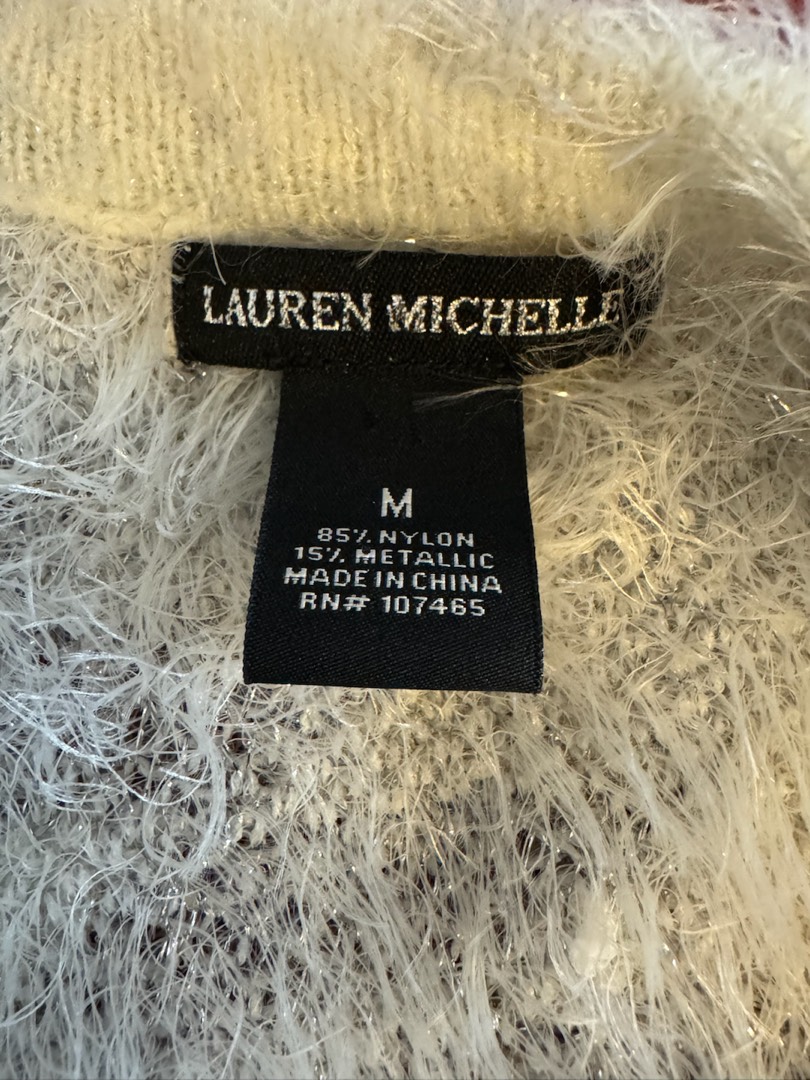 LAUREN MICHELLE
M
85% NYLON
15% METALLIC
MADE IN CHINA
RN# 107465